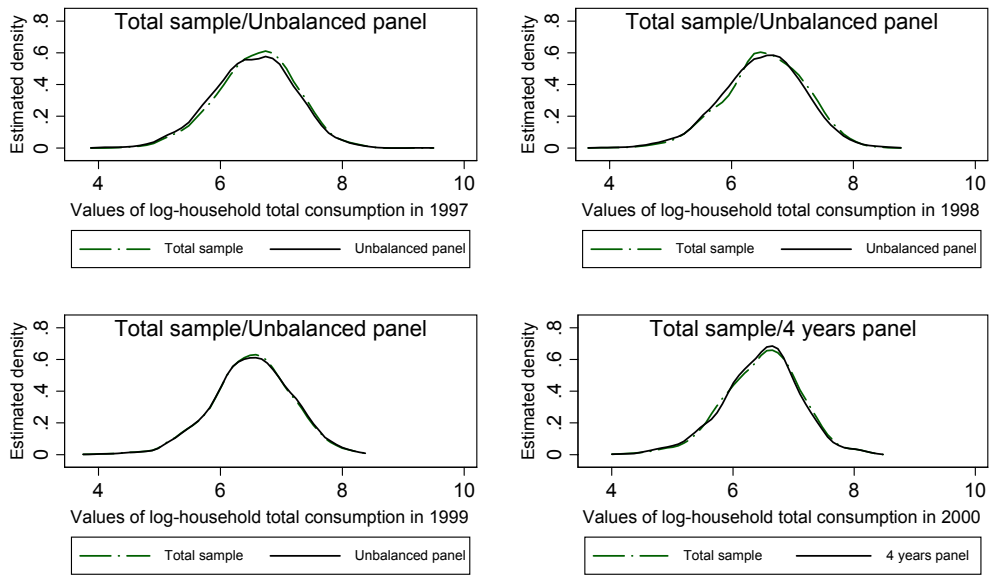 Total sample/Unbalanced panel
Estimated density
0 .2 .4 .6 .8
4 6 8 10
Values of log-household total consumption in 1997
Total sample Unbalanced panel
Total sample/Unbalanced panel
Estimated density
0 .2 .4 .6 .8
4 6 8 10
Values of log-household total consumption in 1998
Total sample Unbalanced panel
Total sample/Unbalanced panel
Estimated density
0 .2 .4 .6 .8
4 6 8 10
Values of log-household total consumption in 1999
Total sample Unbalanced panel
Total sample/4 years panel
Estimated density
0 .2 .4 .6 .8
4 6 8 10
Values of log-household total consumption in 2000
Total sample 4 years panel